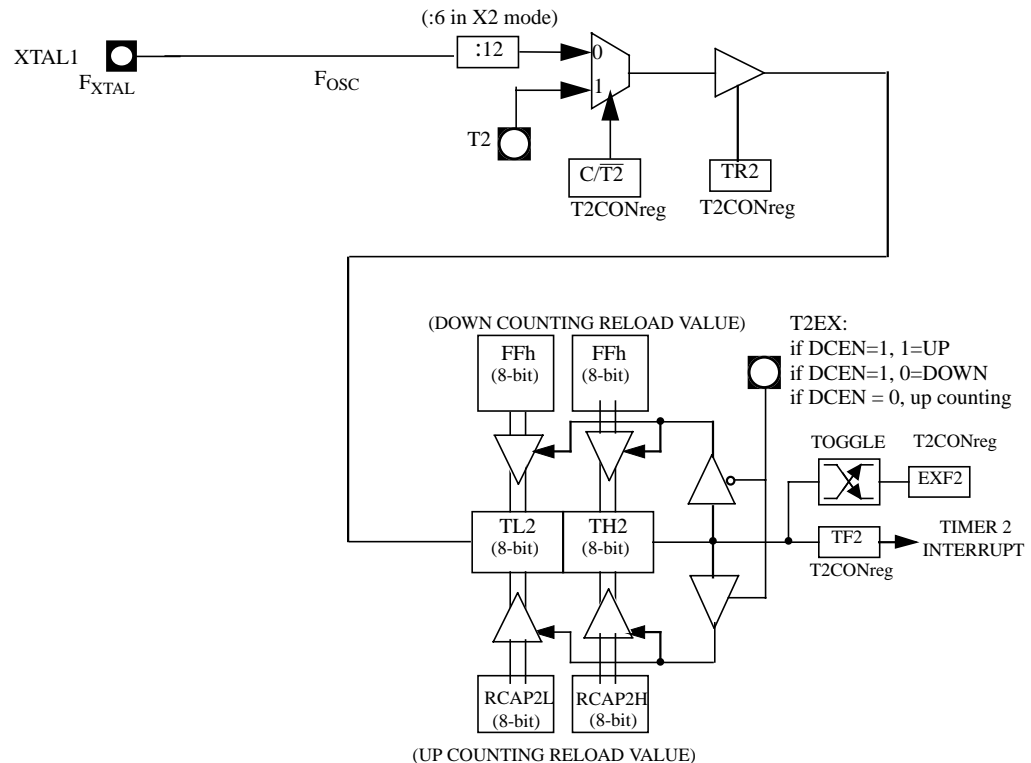 (:6 in X2 mode)
XTAL1
:12
0
FXTAL
FOSC
1
T2
C/T2
TR2
T2CONreg
T2CONreg
(DOWN COUNTING RELOAD VALUE)
T2EX:
if DCEN=1, 1=UP
if DCEN=1, 0=DOWN
if DCEN = 0, up counting
FFh
(8-bit)
FFh
(8-bit)
TOGGLE
T2CONreg
EXF2
TL2
(8-bit)
TH2
(8-bit)
TF2
T2CONreg
TIMER 2
INTERRUPT
RCAP2L
(8-bit)
RCAP2H
(8-bit)
(UP COUNTING RELOAD VALUE)